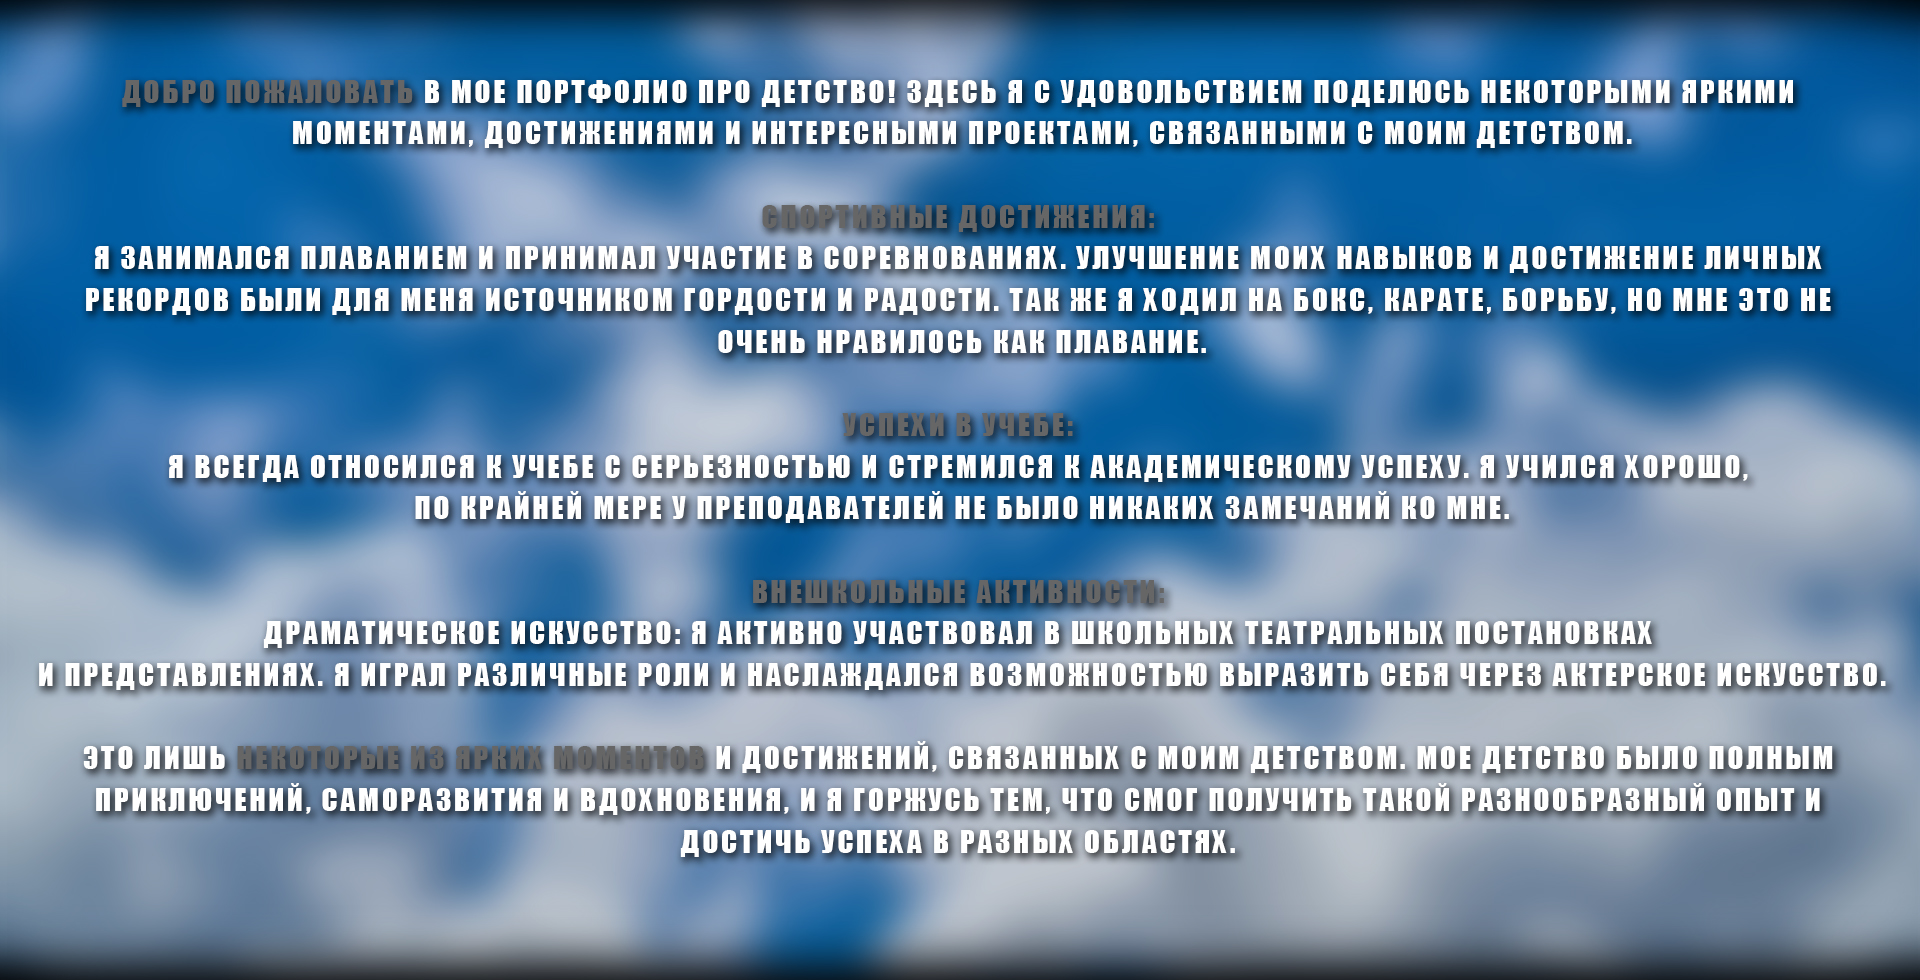 ДОБРО ПОЖАЛОВАТЬ В МОЕ ПОРТФОЛИО ПРО ДЕТСТВО! ЗДЕСЬ Я С УДОВОЛЬСТВИЕМ ПОДЕЛЮСЬ НЕКОТОРЫМИ ЯРКИМИ
МОМЕНТАМИ, ДОСТИЖЕНИЯМИ И ИНТЕРЕСНЫМИ ПРОЕКТАМИ, СВЯЗАННЫМИ С МОИМ ДЕТСТВОМ.
СПОРТИВНЫЕ ДОСТИЖЕНИЯ:
Я ЗАНИМАЛСЯ ПЛАВАНИЕМ И ПРИНИМАЛ УЧАСТИЕ В СОРЕВНОВАНИЯХ. УЛУЧШЕНИЕ МОИХ НАВЫКОВ И ДОСТИЖЕНИЕ ЛИЧНЫХ
РЕКОРДОВ БЫЛИ ДЛЯ МЕНЯ ИСТОЧНИКОМ ГОРДОСТИ И РАДОСТИ. ТАК ЖЕ Я ХОДИЛ НА БОКС, КАРАТЕ, БОРЬБУ, НО МНЕ ЭТО НЕ
ОЧЕНЬ НРАВИЛОСЬ КАК ПЛАВАНИЕ.
УСПЕХИ В УЧЕБЕ:
Я ВСЕГДА ОТНОСИЛСЯ К УЧЕБЕ С СЕРЬЕЗНОСТЬЮ И СТРЕМИЛСЯ К АКАДЕМИЧЕСКОМУ УСПЕХУ. Я УЧИЛСЯ ХОРОШО,
ПО КРАЙНЕЙ МЕРЕ У ПРЕПОДАВАТЕЛЕЙ НЕ БЫЛО НИКАКИХ ЗАМЕЧАНИЙ КО МНЕ.
ВНЕШКОЛЬНЫЕ АКТИВНОСТИ:
ДРАМАТИЧЕСКОЕ ИСКУССТВО: Я АКТИВНО УЧАСТВОВАЛ В ШКОЛЬНЫХ ТЕАТРАЛЬНЫХ ПОСТАНОВКАХ
И ПРЕДСТАВЛЕНИЯХ. Я ИГРАЛ РАЗЛИЧНЫЕ РОЛИ И НАСЛАЖДАЛСЯ ВОЗМОЖНОСТЬЮ ВЫРАЗИТЬ СЕБЯ ЧЕРЕЗ АКТЕРСКОЕ ИСКУССТВО.
ЭТО ЛИШЬ НЕКОТОРЫЕ ИЗ ЯРКИХ МОМЕНТОВ И ДОСТИЖЕНИЙ, СВЯЗАННЫХ С МОИМ ДЕТСТВОМ. МОЕ ДЕТСТВО БЫЛО ПОЛНЫМ
ПРИКЛЮЧЕНИЙ, САМОРАЗВИТИЯ И ВДОХНОВЕНИЯ, И Я ГОРЖУСЬ ТЕМ, ЧТО СМОГ ПОЛУЧИТЬ ТАКОЙ РАЗНООБРАЗНЫЙ ОПЫТ И
ДОСТИЧЬ УСПЕХА В РАЗНЫХ ОБЛАСТЯХ.